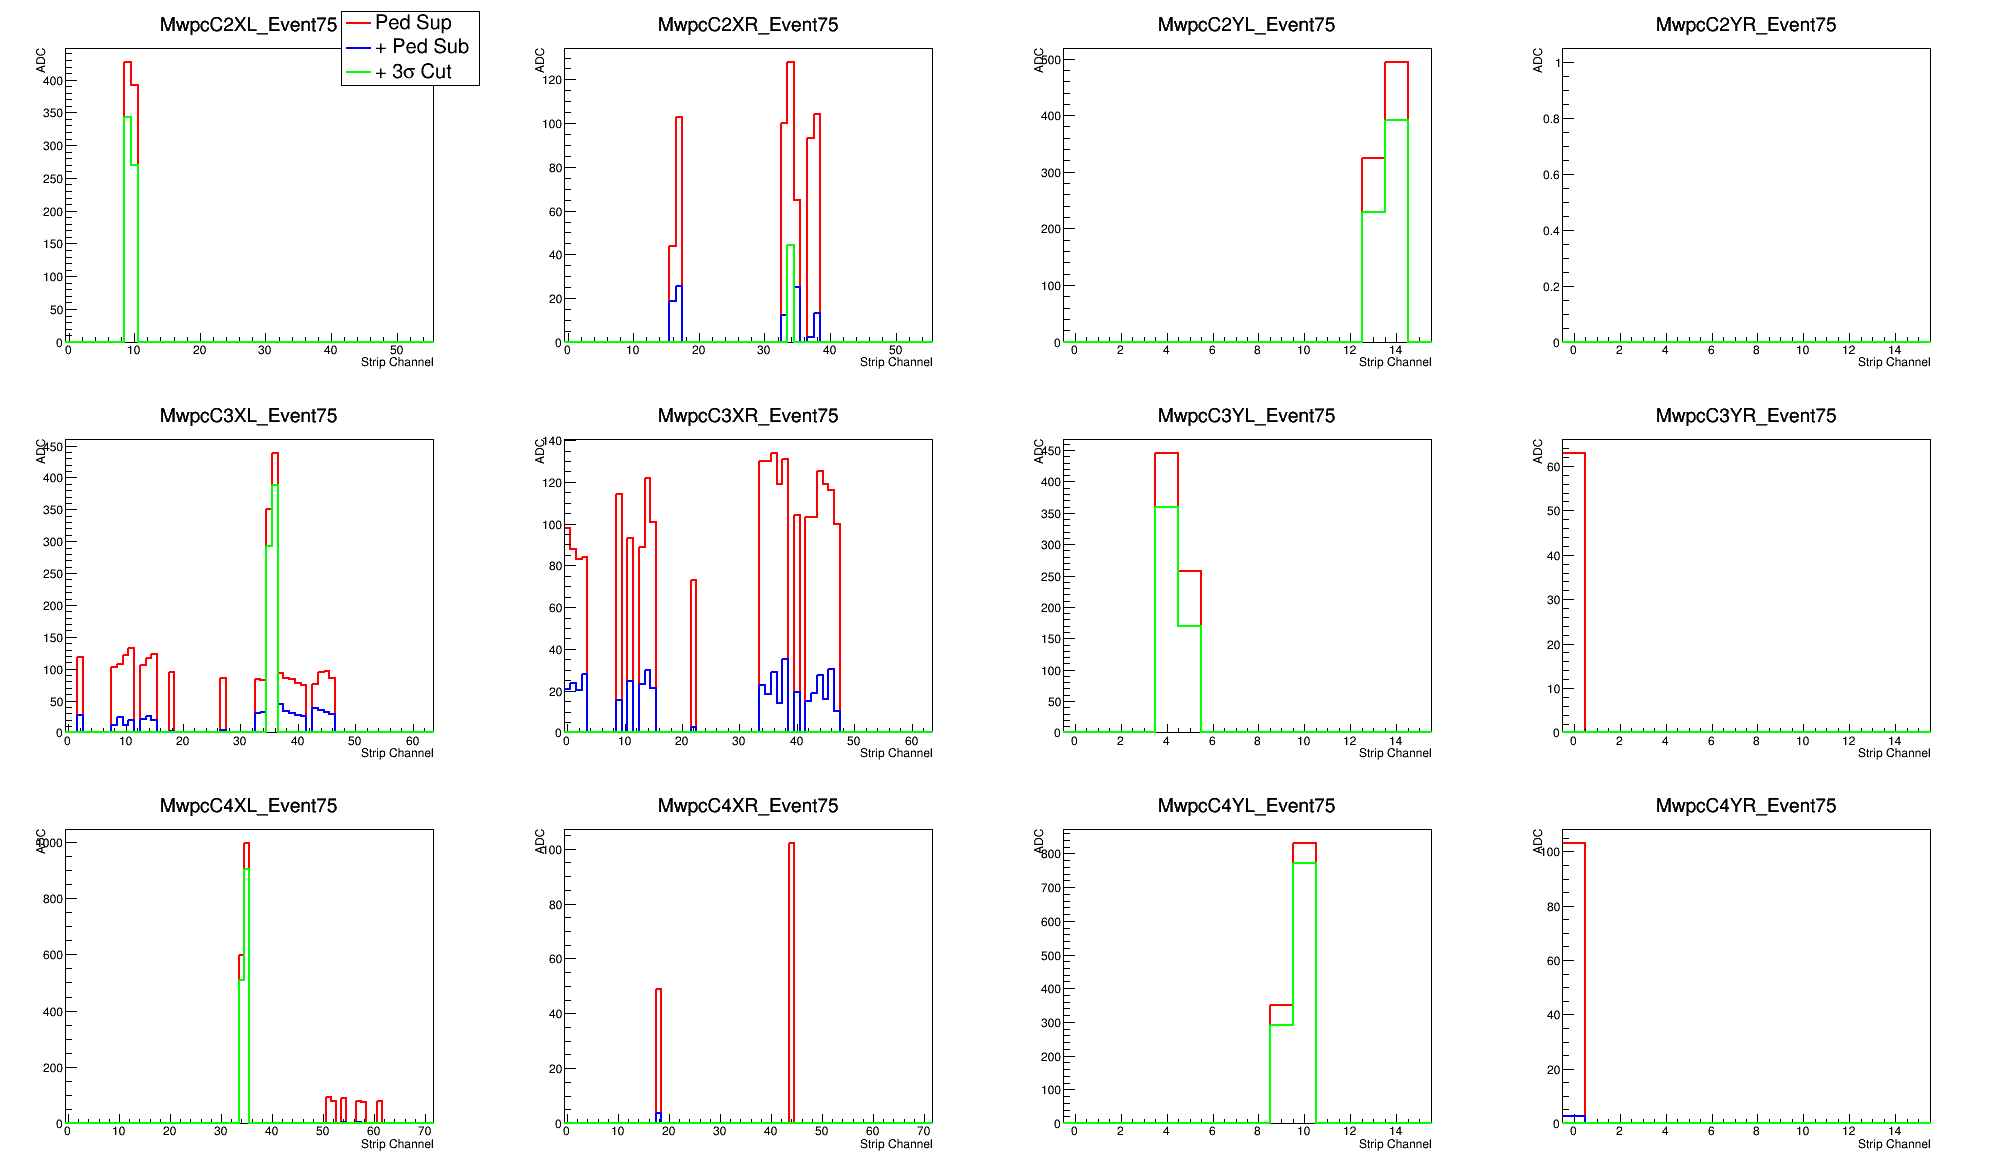 MwpcC2XL_Event75
ADC
400
350
300
250
200
150
100
50
0
0 10 20 30 40 50
Strip Channel
Ped Sup
+ Ped Sub
+ 3σ Cut
MwpcC2XR_Event75
ADC
120
100
80
60
40
20
0
0 10 20 30 40 50
Strip Channel
MwpcC2YL_Event75
ADC
500
400
300
200
100
0
0 2 4 6 8 10 12 14
Strip Channel
MwpcC2YR_Event75
ADC
1
0.8
0.6
0.4
0.2
0
0 2 4 6 8 10 12 14
Strip Channel
MwpcC3XL_Event75
ADC
450
400
350
300
250
200
150
100
50
0
0 10 20 30 40 50 60
Strip Channel
MwpcC3XR_Event75
ADC
140
120
100
80
60
40
20
0
0 10 20 30 40 50 60
Strip Channel
MwpcC3YL_Event75
ADC
450
400
350
300
250
200
150
100
50
0
0 2 4 6 8 10 12 14
Strip Channel
MwpcC3YR_Event75
ADC
60
50
40
30
20
10
0
0 2 4 6 8 10 12 14
Strip Channel
MwpcC4XL_Event75
ADC
1000
800
600
400
200
0
0 10 20 30 40 50 60 70
Strip Channel
MwpcC4XR_Event75
ADC
100
80
60
40
20
0
0 10 20 30 40 50 60 70
Strip Channel
MwpcC4YL_Event75
ADC
800
700
600
500
400
300
200
100
0
0 2 4 6 8 10 12 14
Strip Channel
MwpcC4YR_Event75
ADC
100
80
60
40
20
0
0 2 4 6 8 10 12 14
Strip Channel